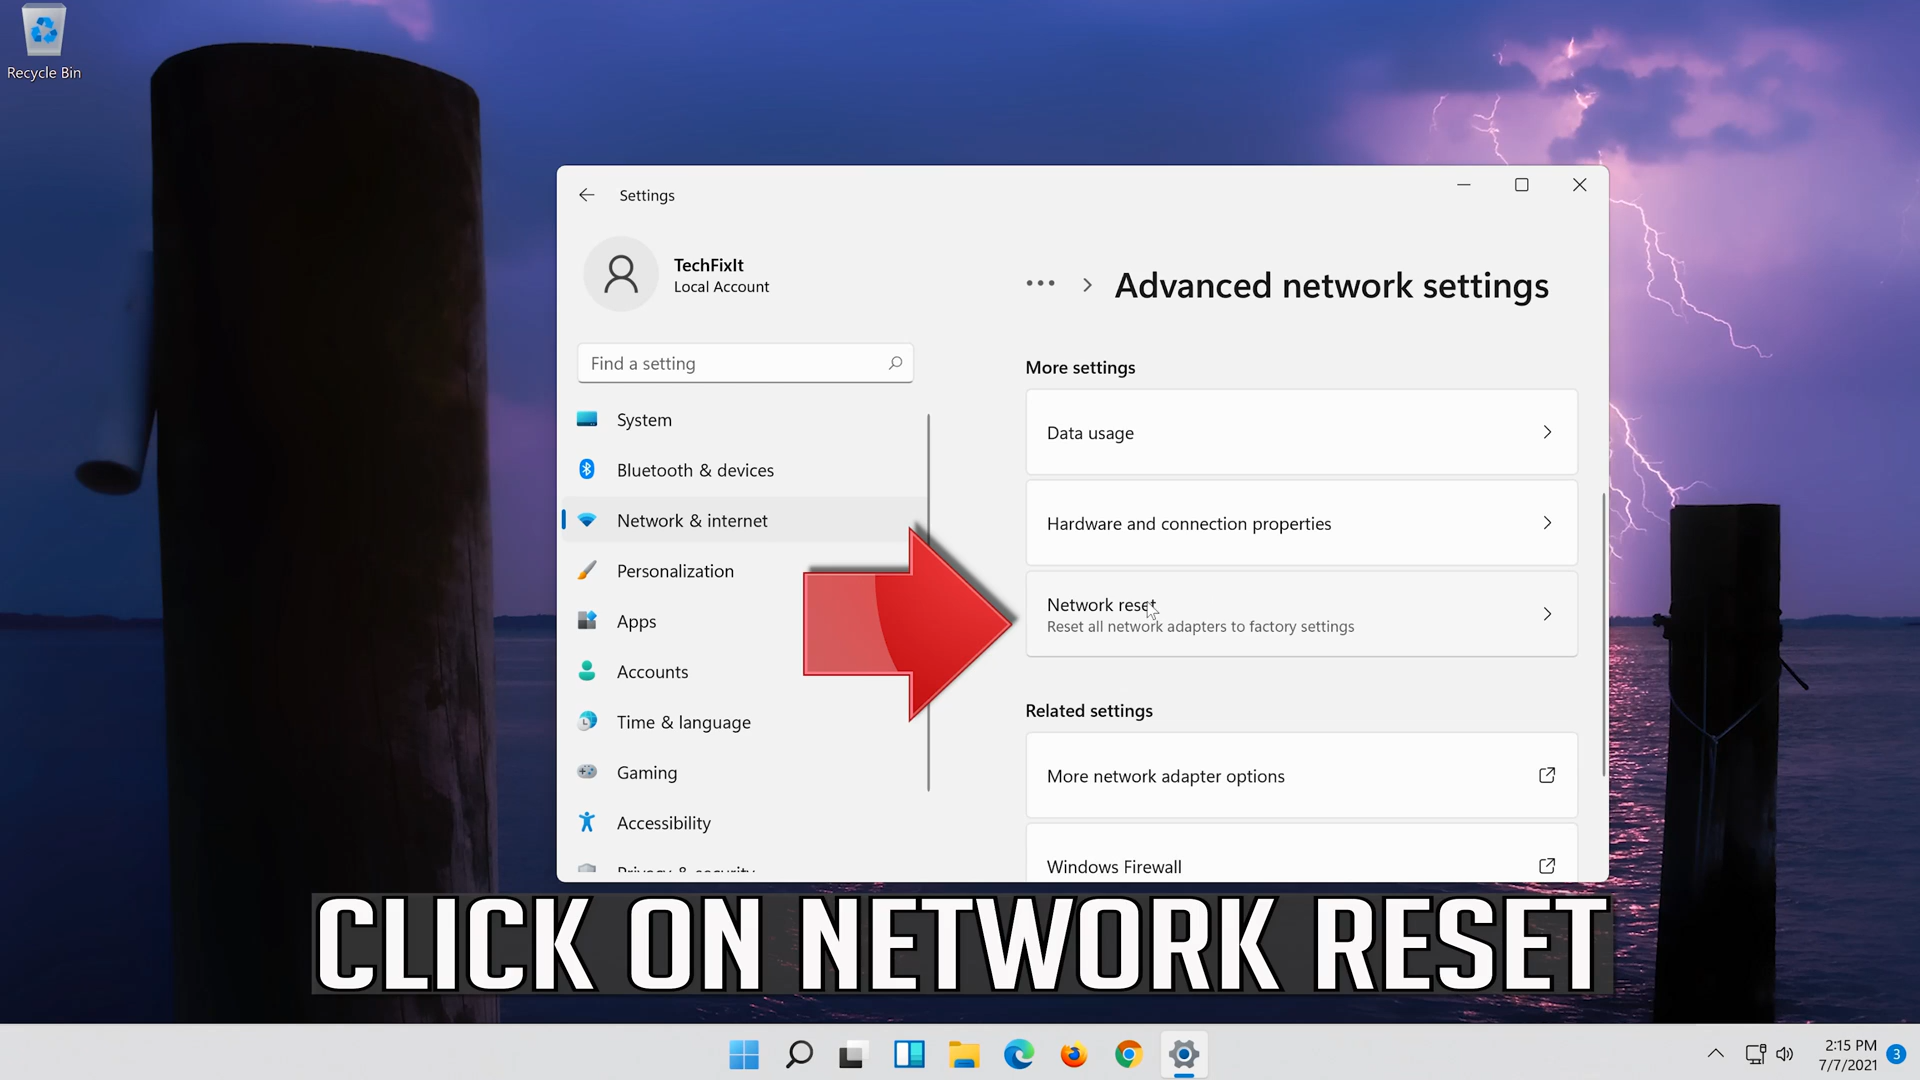 Recycle Bin
Settings
TechFixIt
Local Account
Find a setting
System
Bluetooth & devices
Network & internet
Personalization
Apps
Accounts
Time & language
Gaming
Accessibility
Privacy & security
Advanced network settings
More settings
Data usage
Hardware and connection properties
Network reset
Reset all network adapters to factory settings
Related settings
More network adapter options
Windows Firewall
CLICK ON NETWORK RESET
2:15 PM
7/7/2021
3